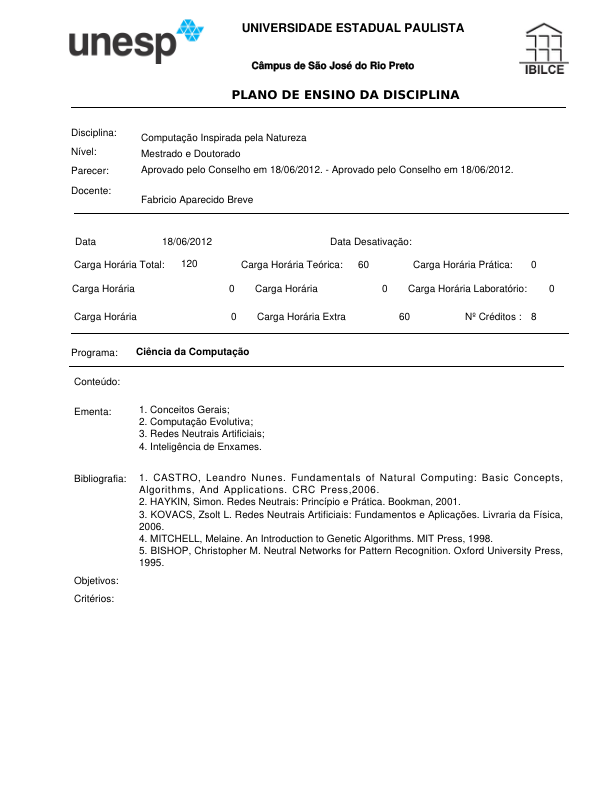 unesp
UNIVERSIDADE ESTADUAL PAULISTA
Câmpus de São José do Rio Preto
IBILCE
PLANO DE ENSINO DA DISCIPLINA
Disciplina: Computação Inspirada pela Natureza
Nível: Mestrado e Doutorado
Parecer: Aprovado pelo Conselho em 18/06/2012. - Aprovado pelo Conselho em 18/06/2012.
Docente: Fabricio Aparecido Breve
Data 18/06/2012 Data Desativação:
Carga Horária Total: 120 Carga Horária Teórica: 60 Carga Horária Prática: 0
Carga Horária 0 Carga Horária 0 Carga Horária Laboratório: 0
Carga Horária 0 Carga Horária Extra 60 Nº Créditos : 8
Programa: Ciência da Computação
Conteúdo:
Ementa: 1. Conceitos Gerais;
2. Computação Evolutiva;
3. Redes Neutrais Artificiais;
4. Inteligência de Enxames.
Bibliografia: 1. CASTRO, Leandro Nunes. Fundamentals of Natural Computing: Basic Concepts,
Algorithms, And Applications. CRC Press,2006.
2. HAYKIN, Simon. Redes Neutrais: Princípio e Prática. Bookman, 2001.
3. KOVACS, Zsolt L. Redes Neutrais Artificiais: Fundamentos e Aplicações. Livraria da Física,
2006.
4. MITCHELL, Melaine. An Introduction to Genetic Algorithms. MIT Press, 1998.
5. BISHOP, Christopher M. Neutral Networks for Pattern Recognition. Oxford University Press,
1995.
Objetivos:
Critérios: